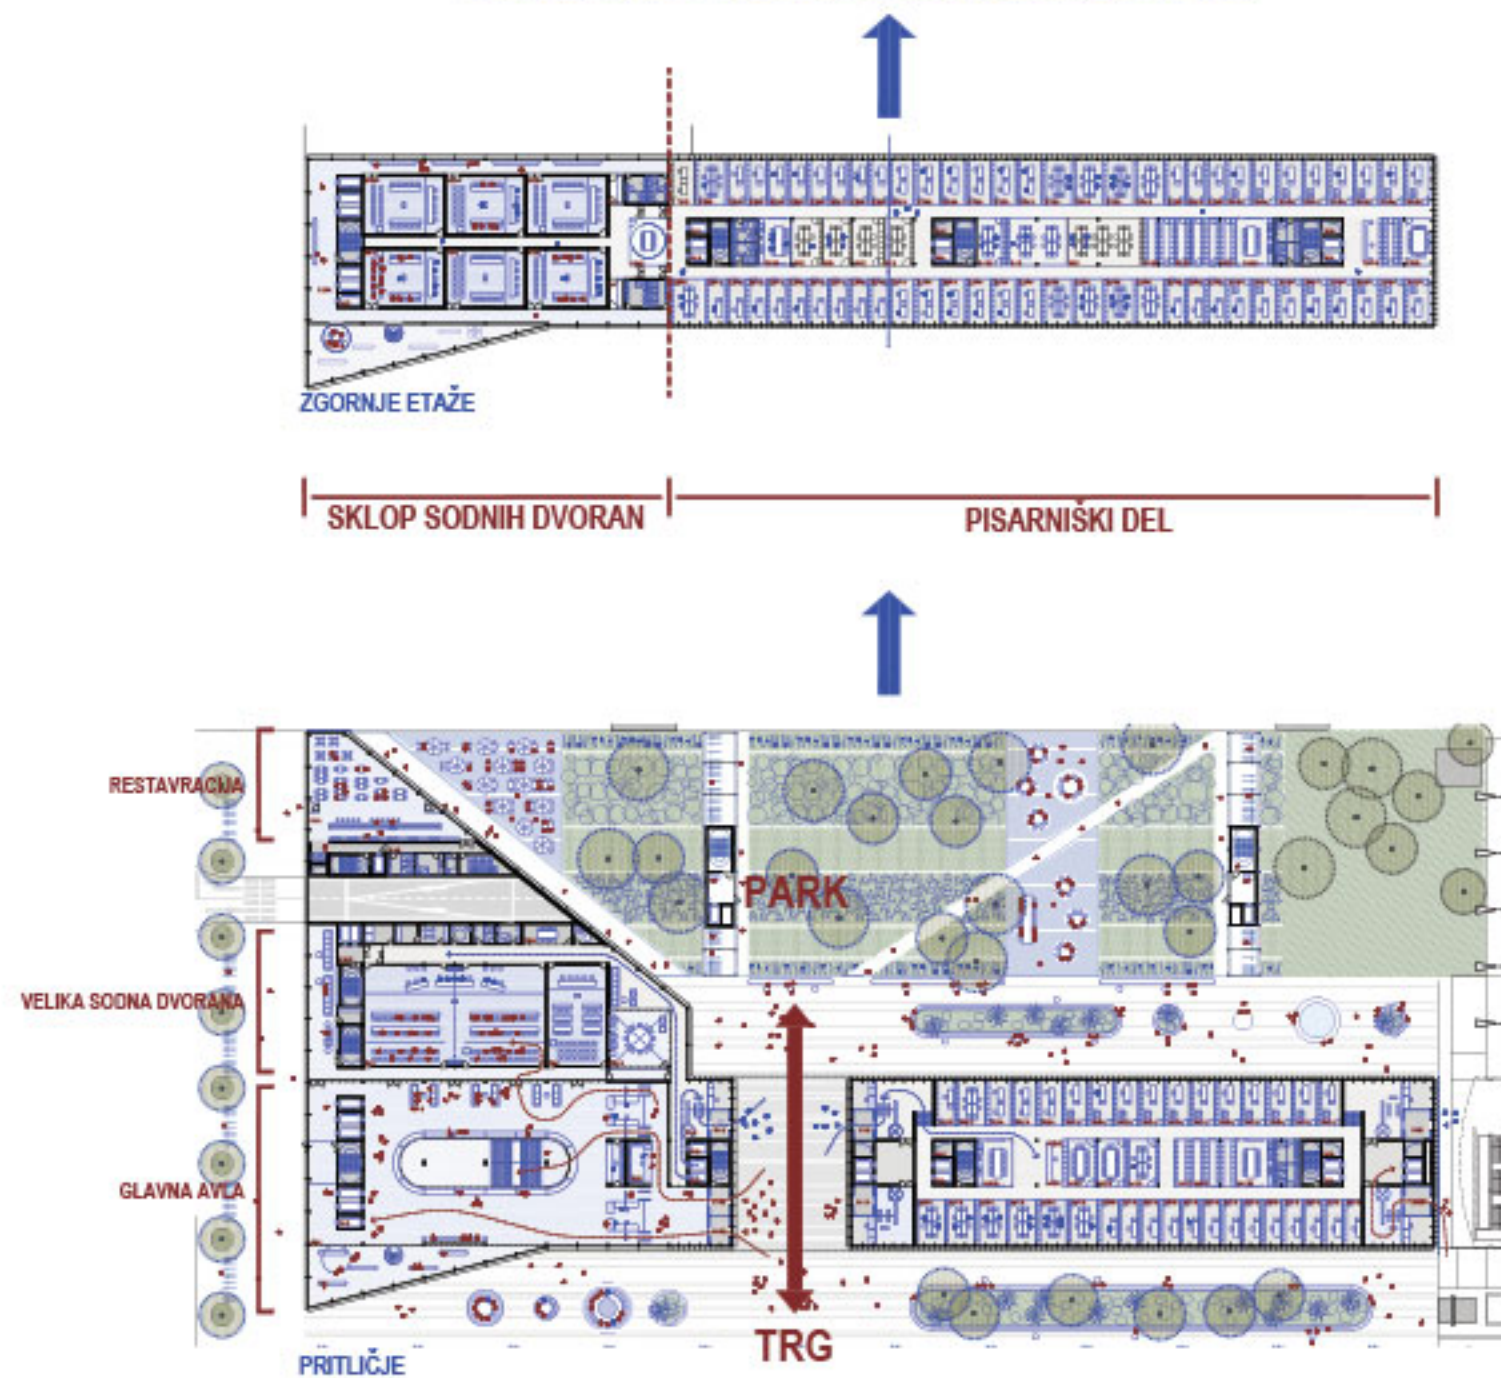 ZGORNJE ETAŽE
SKLOP SODNIH DVORAN
PISARNIŠKI DEL
RESTAVRACIJA
PARK
VELIKA SODNA DVORANA
GLAVNA AVLA
TRG
PRITLIČJE